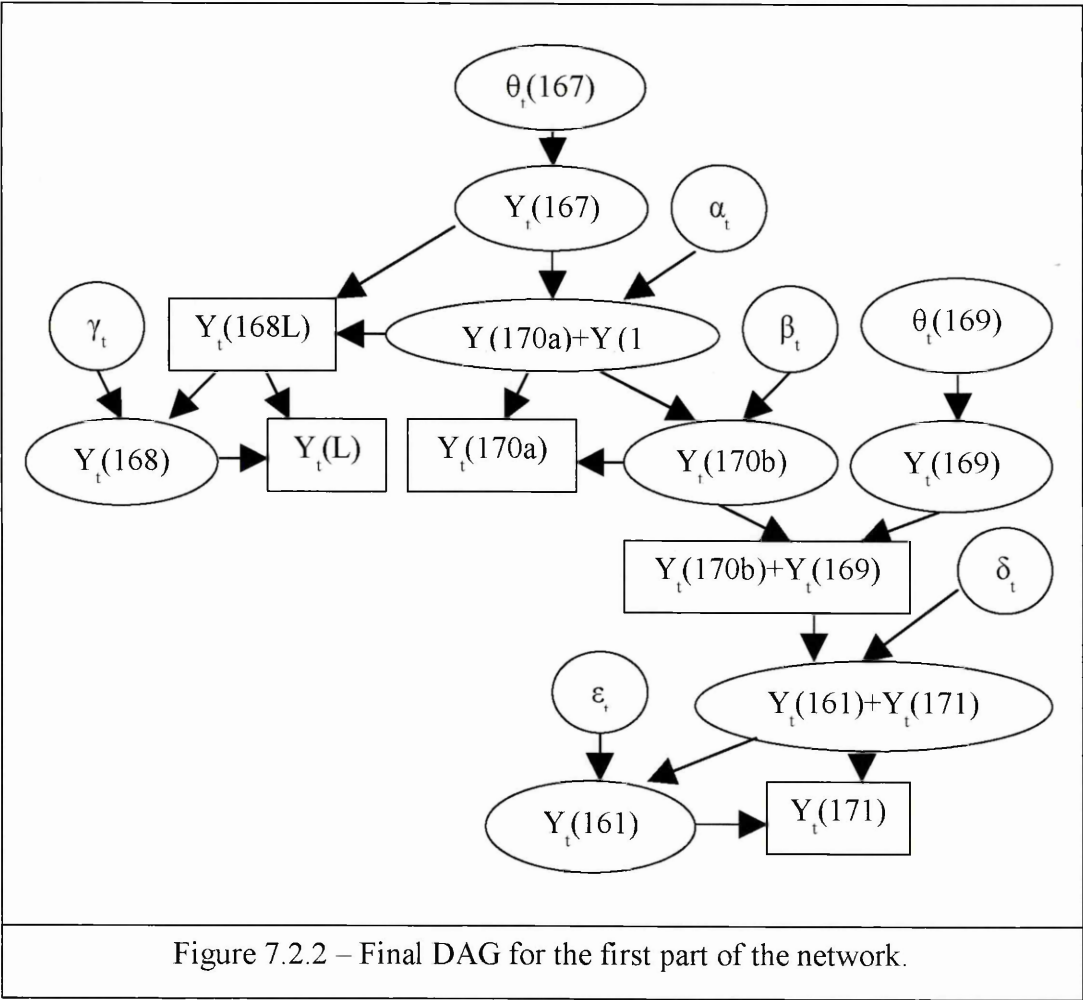 θₜ(167)
Yₜ(167)
αₜ
γₜ
Yₜ(168L)
Y (170a)+Y (1
βₜ
θₜ(169)
Yₜ(168)
Yₜ(L)
Yₜ(170a)
Yₜ(170b)
Yₜ(169)
Yₜ(170b)+Yₜ(169)
δₜ
εₜ
Yₜ(161)+Yₜ(171)
Yₜ(161)
Yₜ(171)
Figure 7.2.2 – Final DAG for the first part of the network.